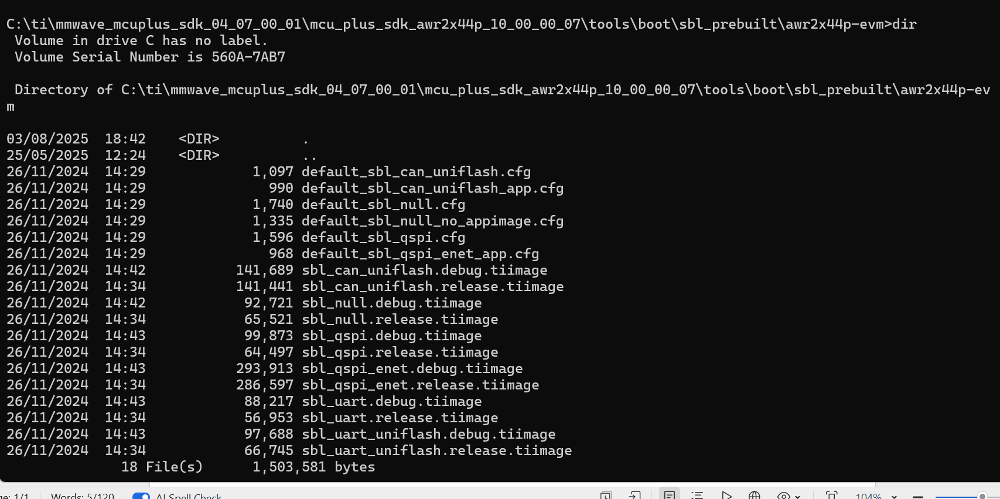 C:\ti\mmwave_mcuplus_sdk_04_07_00_01\mcu_plus_sdk_awr2x44p_10_00_00_07\tools\boot\sbl_prebuilt\awr2x44p-evm>dir
 Volume in drive C has no label.
 Volume Serial Number is 560A-7AB7
 Directory of C:\ti\mmwave_mcuplus_sdk_04_07_00_01\mcu_plus_sdk_awr2x44p_10_00_00_07\tools\boot\sbl_prebuilt\awr2x44p-ev
m
03/08/2025  18:42    <DIR>          .
25/05/2025  12:24    <DIR>          ..
26/11/2024  14:29             1,097 default_sbl_can_uniflash.cfg
26/11/2024  14:29               990 default_sbl_can_uniflash_app.cfg
26/11/2024  14:29             1,740 default_sbl_null.cfg
26/11/2024  14:29             1,335 default_sbl_null_no_appimage.cfg
26/11/2024  14:29             1,596 default_sbl_qspi.cfg
26/11/2024  14:29               968 default_sbl_qspi_enet_app.cfg
26/11/2024  14:42           141,689 sbl_can_uniflash.debug.tiimage
26/11/2024  14:34           141,441 sbl_can_uniflash.release.tiimage
26/11/2024  14:42            92,721 sbl_null.debug.tiimage
26/11/2024  14:34            65,521 sbl_null.release.tiimage
26/11/2024  14:43            99,873 sbl_qspi.debug.tiimage
26/11/2024  14:34            64,497 sbl_qspi.release.tiimage
26/11/2024  14:43           293,913 sbl_qspi_enet.debug.tiimage
26/11/2024  14:34           286,597 sbl_qspi_enet.release.tiimage
26/11/2024  14:43            88,217 sbl_uart.debug.tiimage
26/11/2024  14:34            56,953 sbl_uart.release.tiimage
26/11/2024  14:43            97,688 sbl_uart_uniflash.debug.tiimage
26/11/2024  14:34            66,745 sbl_uart_uniflash.release.tiimage
              18 File(s)      1,503,581 bytes
ge: 1/1 Words: 5/120 AI Spell Check 104%